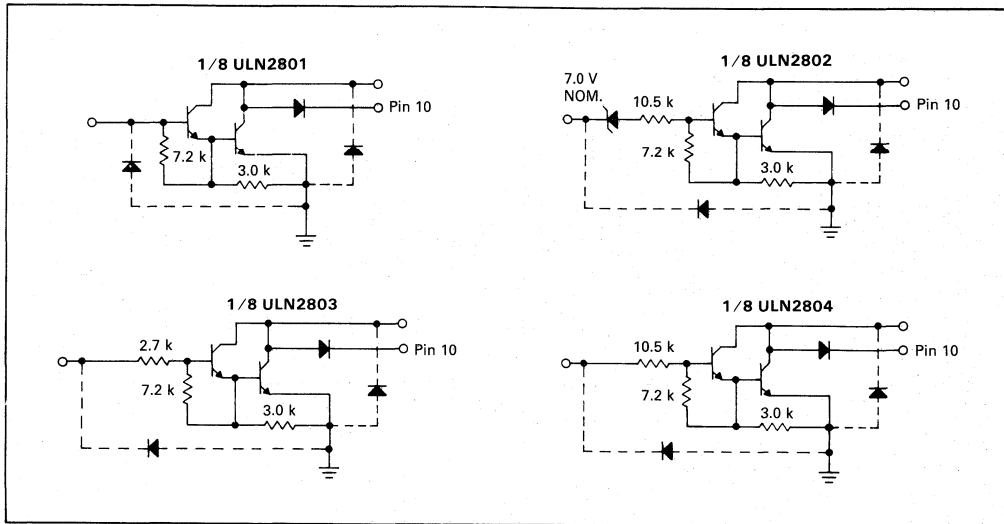 1/8 ULN2801
Pin 10
7.2 k
3.0 k
1/8 ULN2802
7.0 V
NOM.
10.5 k
Pin 10
7.2 k
3.0 k
1/8 ULN2803
2.7 k
Pin 10
7.2 k
3.0 k
1/8 ULN2804
10.5 k
Pin 10
7.2 k
3.0 k